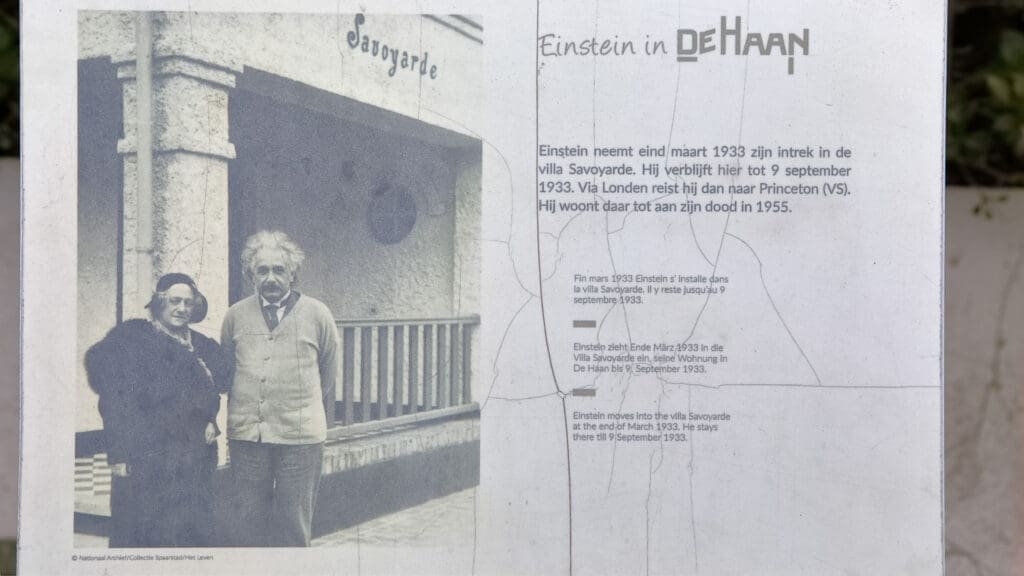 Savoyarde
Einstein in DE HAAN
Einstein neemt eind maart 1933 zijn intrek in de
villa Savoyarde. Hij verblijft hier tot 9 september
1933. Via Londen reist hij dan naar Princeton (VS).
Hij woont daar tot aan zijn dood in 1955.
Fin mars 1933 Einstein s' installe dans
la villa Savoyarde. Il y reste jusqu'au 9
septembre 1933.
Einstein zieht Ende März 1933 in die
Villa Savoyarde ein, seine Wohnung in
De Haan bis 9. September 1933.
Einstein moves into the villa Savoyarde
at the end of March 1933. He stays
there till 9 September 1933.
© Nationaal Archief/Collectie Spaarnestad/Het Leven